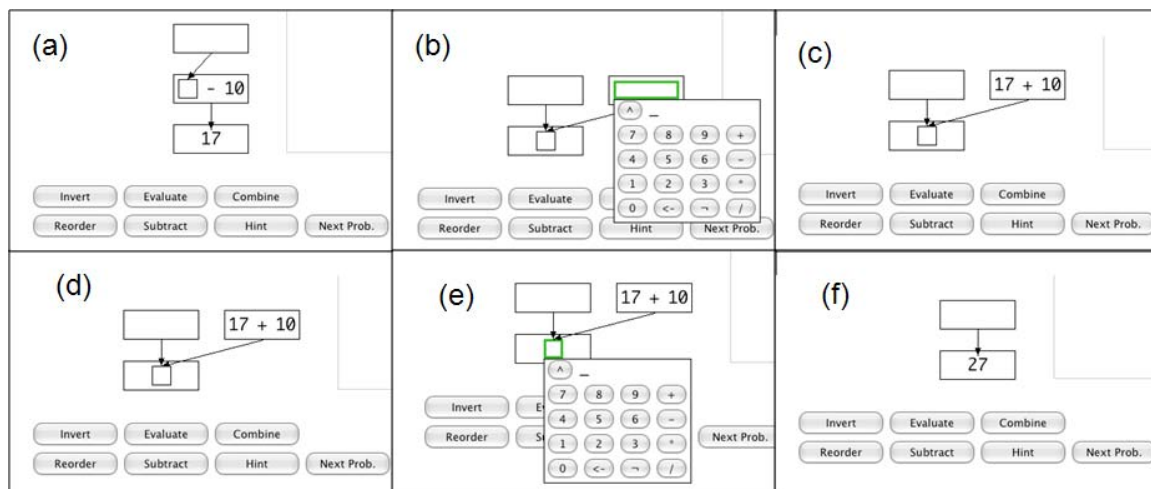 (a)
- 10
17
Invert Evaluate Combine
Reorder Subtract Hint Next Prob.
(b)
^ _
7 8 9 +
4 5 6 -
1 2 3 *
0 <- ¬ /
Invert Evaluate
Reorder Subtract Hint Next Prob.
(c)
17 + 10
Invert Evaluate Combine
Reorder Subtract Hint Next Prob.
(d)
17 + 10
Invert Evaluate Combine
Reorder Subtract Hint Next Prob.
(e)
17 + 10
^ _
7 8 9 +
4 5 6 -
1 2 3 *
0 <- ¬ /
Invert
Reorder Next Prob.
(f)
27
Invert Evaluate Combine
Reorder Subtract Hint Next Prob.